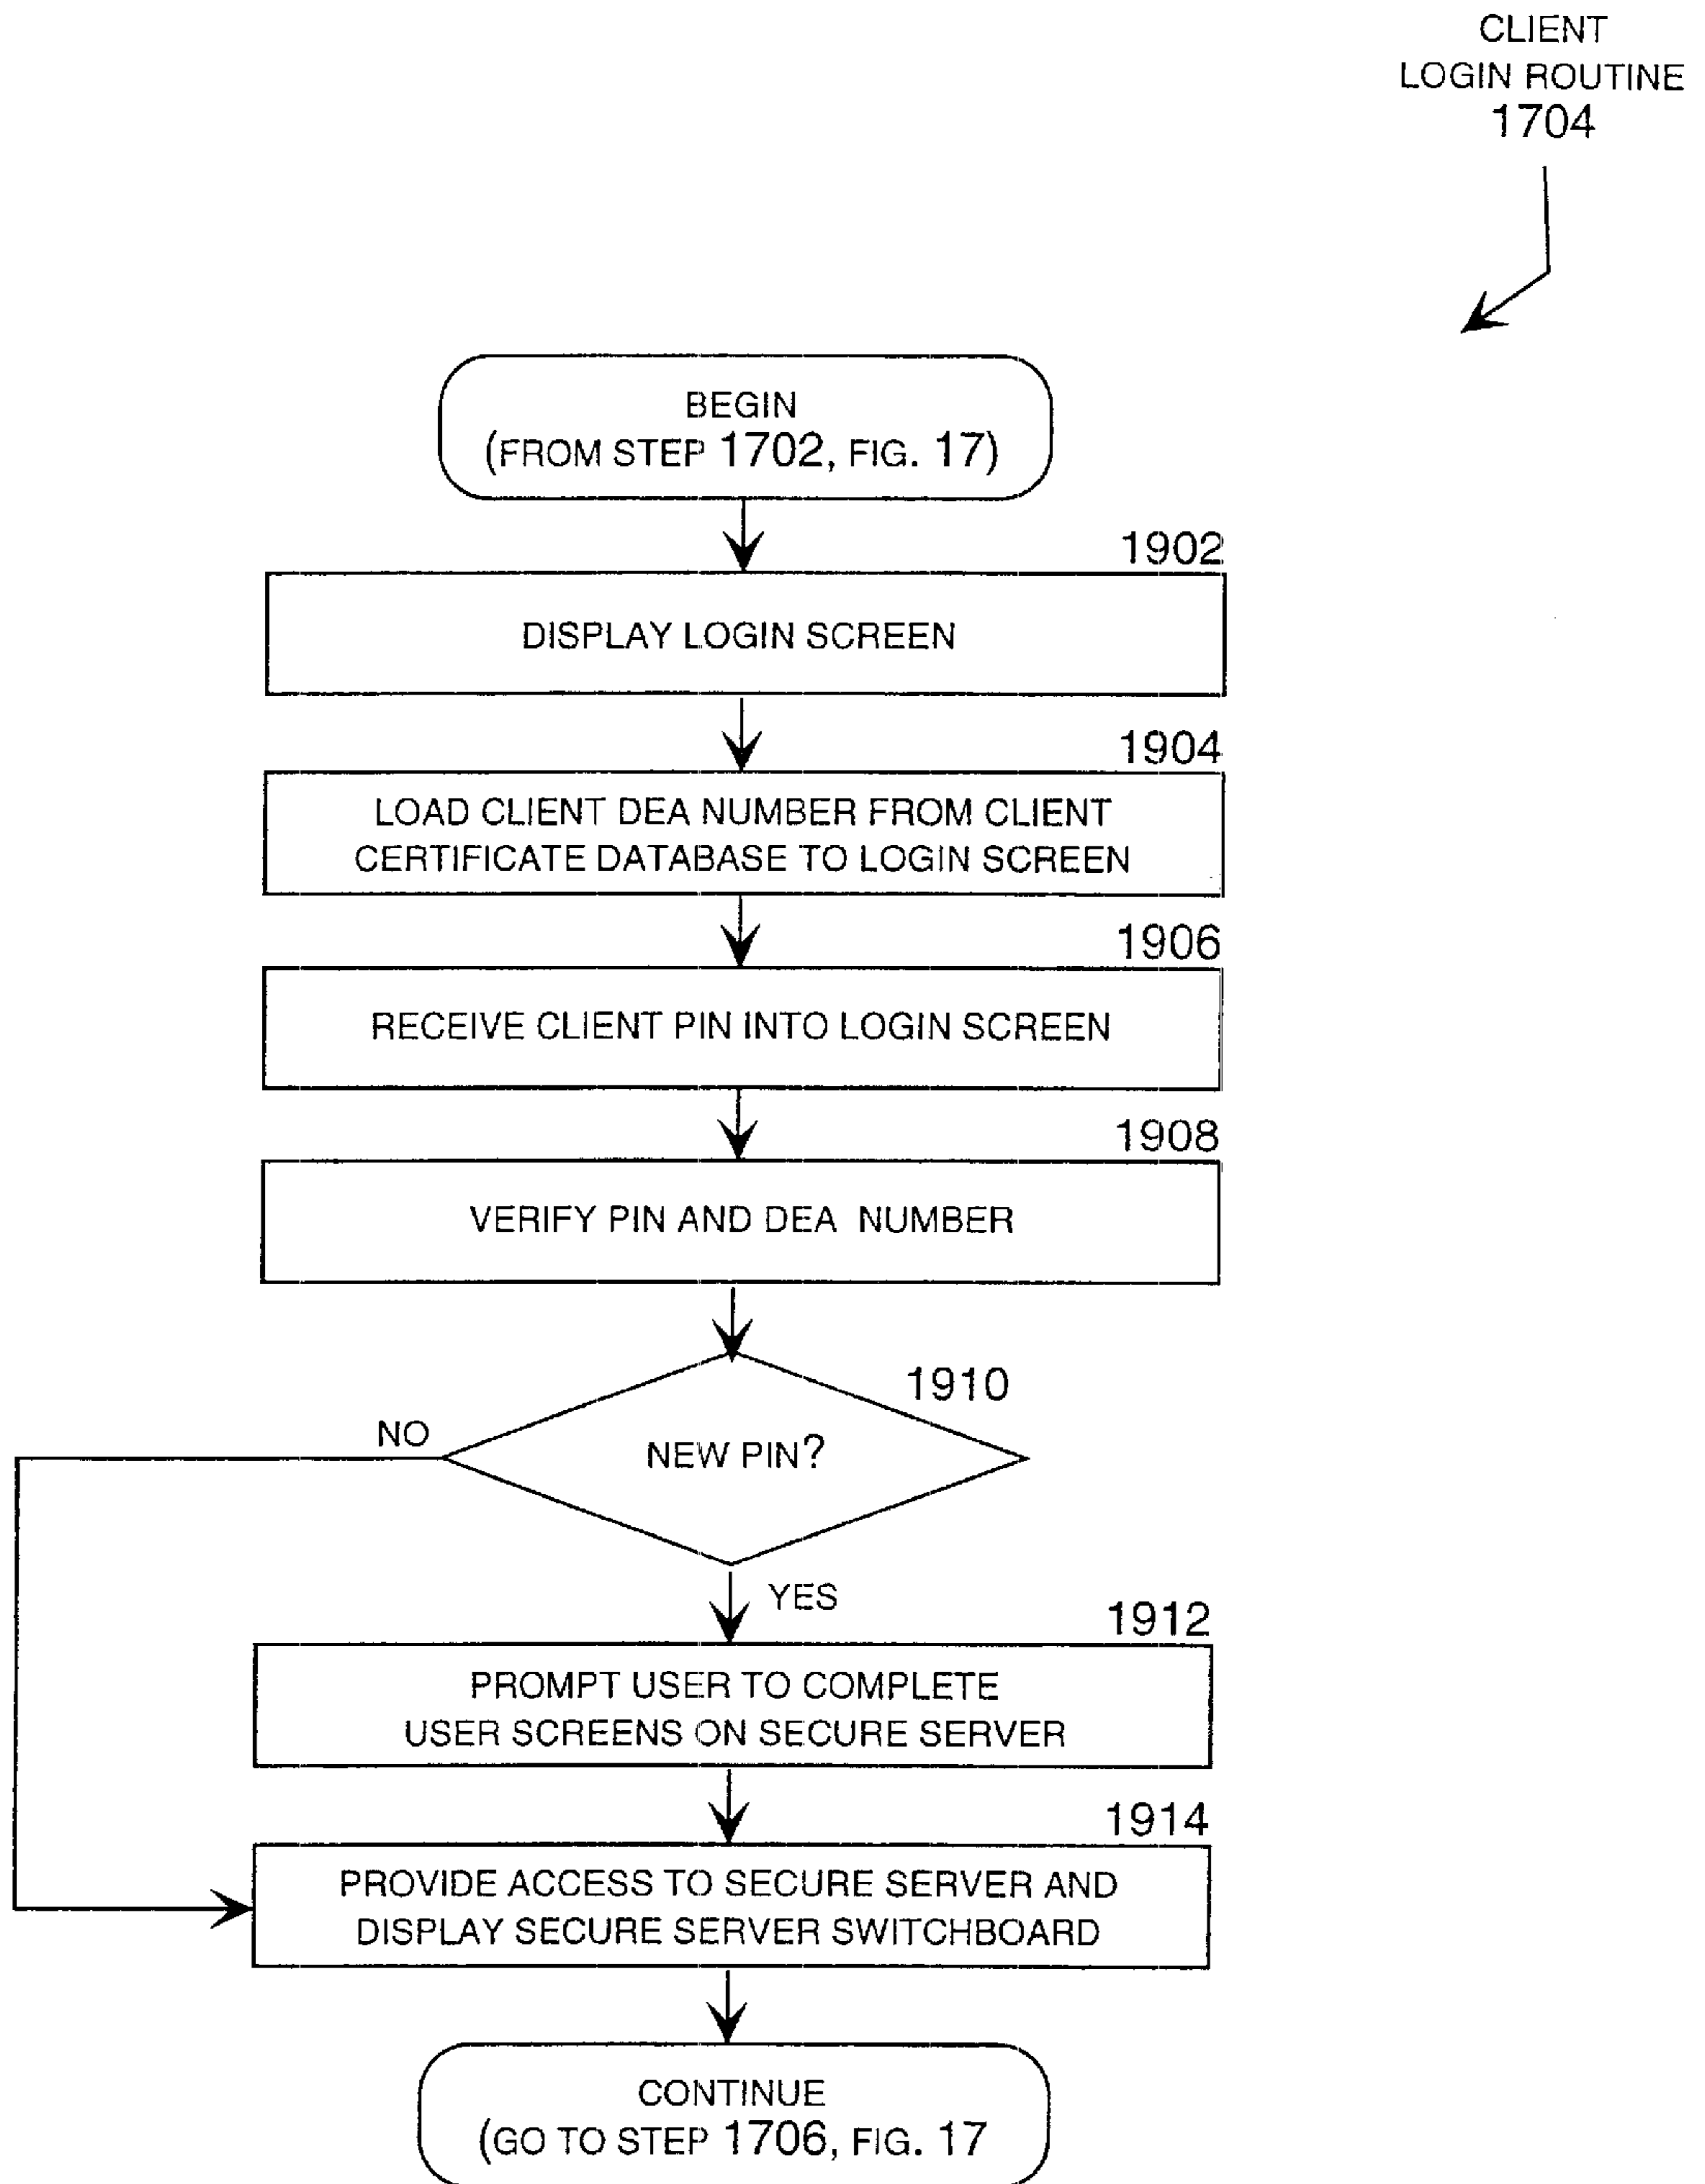 CLIENT
LOGIN ROUTINE
1704
BEGIN
(FROM STEP 1702, FIG. 17)
1902
DISPLAY LOGIN SCREEN
1904
LOAD CLIENT DEA NUMBER FROM CLIENT
CERTIFICATE DATABASE TO LOGIN SCREEN
1906
RECEIVE CLIENT PIN INTO LOGIN SCREEN
1908
VERIFY PIN AND DEA NUMBER
1910
NO
NEW PIN?
YES
1912
PROMPT USER TO COMPLETE
USER SCREENS ON SECURE SERVER
1914
PROVIDE ACCESS TO SECURE SERVER AND
DISPLAY SECURE SERVER SWITCHBOARD
CONTINUE
(GO TO STEP 1706, FIG. 17